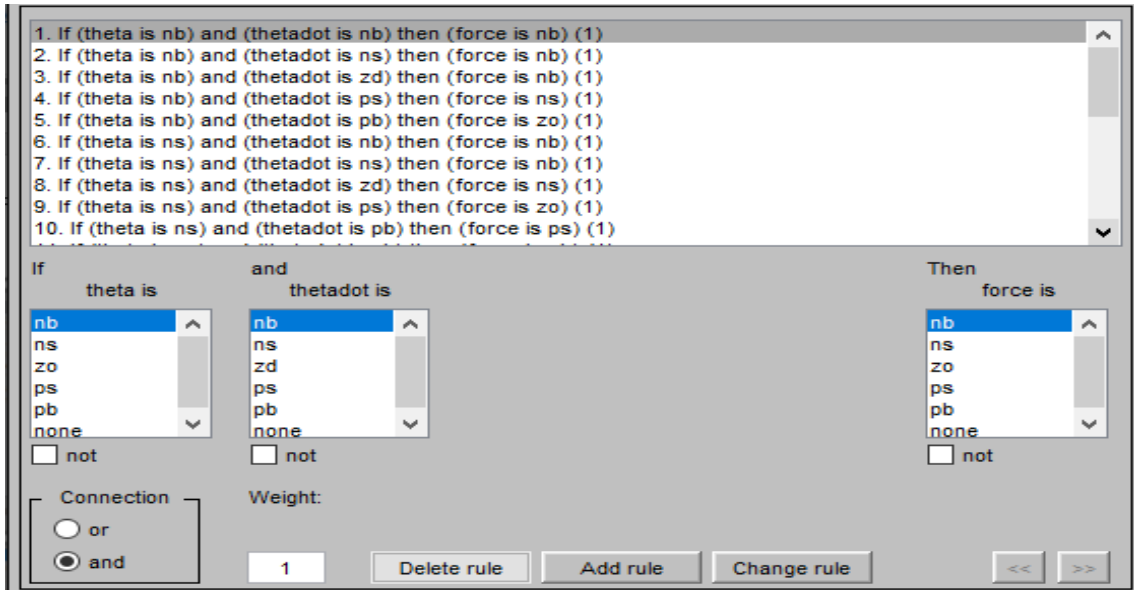 1. If (theta is nb) and (thetadot is nb) then (force is nb) (1)
2. If (theta is nb) and (thetadot is ns) then (force is nb) (1)
3. If (theta is nb) and (thetadot is zd) then (force is nb) (1)
4. If (theta is nb) and (thetadot is ps) then (force is ns) (1)
5. If (theta is nb) and (thetadot is pb) then (force is zo) (1)
6. If (theta is ns) and (thetadot is nb) then (force is nb) (1)
7. If (theta is ns) and (thetadot is ns) then (force is nb) (1)
8. If (theta is ns) and (thetadot is zd) then (force is ns) (1)
9. If (theta is ns) and (thetadot is ps) then (force is zo) (1)
10. If (theta is ns) and (thetadot is pb) then (force is ps) (1)
If and Then
theta is thetadot is force is
nb nb nb
ns ns ns
zo zd zo
ps ps ps
pb pb pb
none none none
not not not
Connection Weight:
or
and 1 Delete rule Add rule Change rule << >>